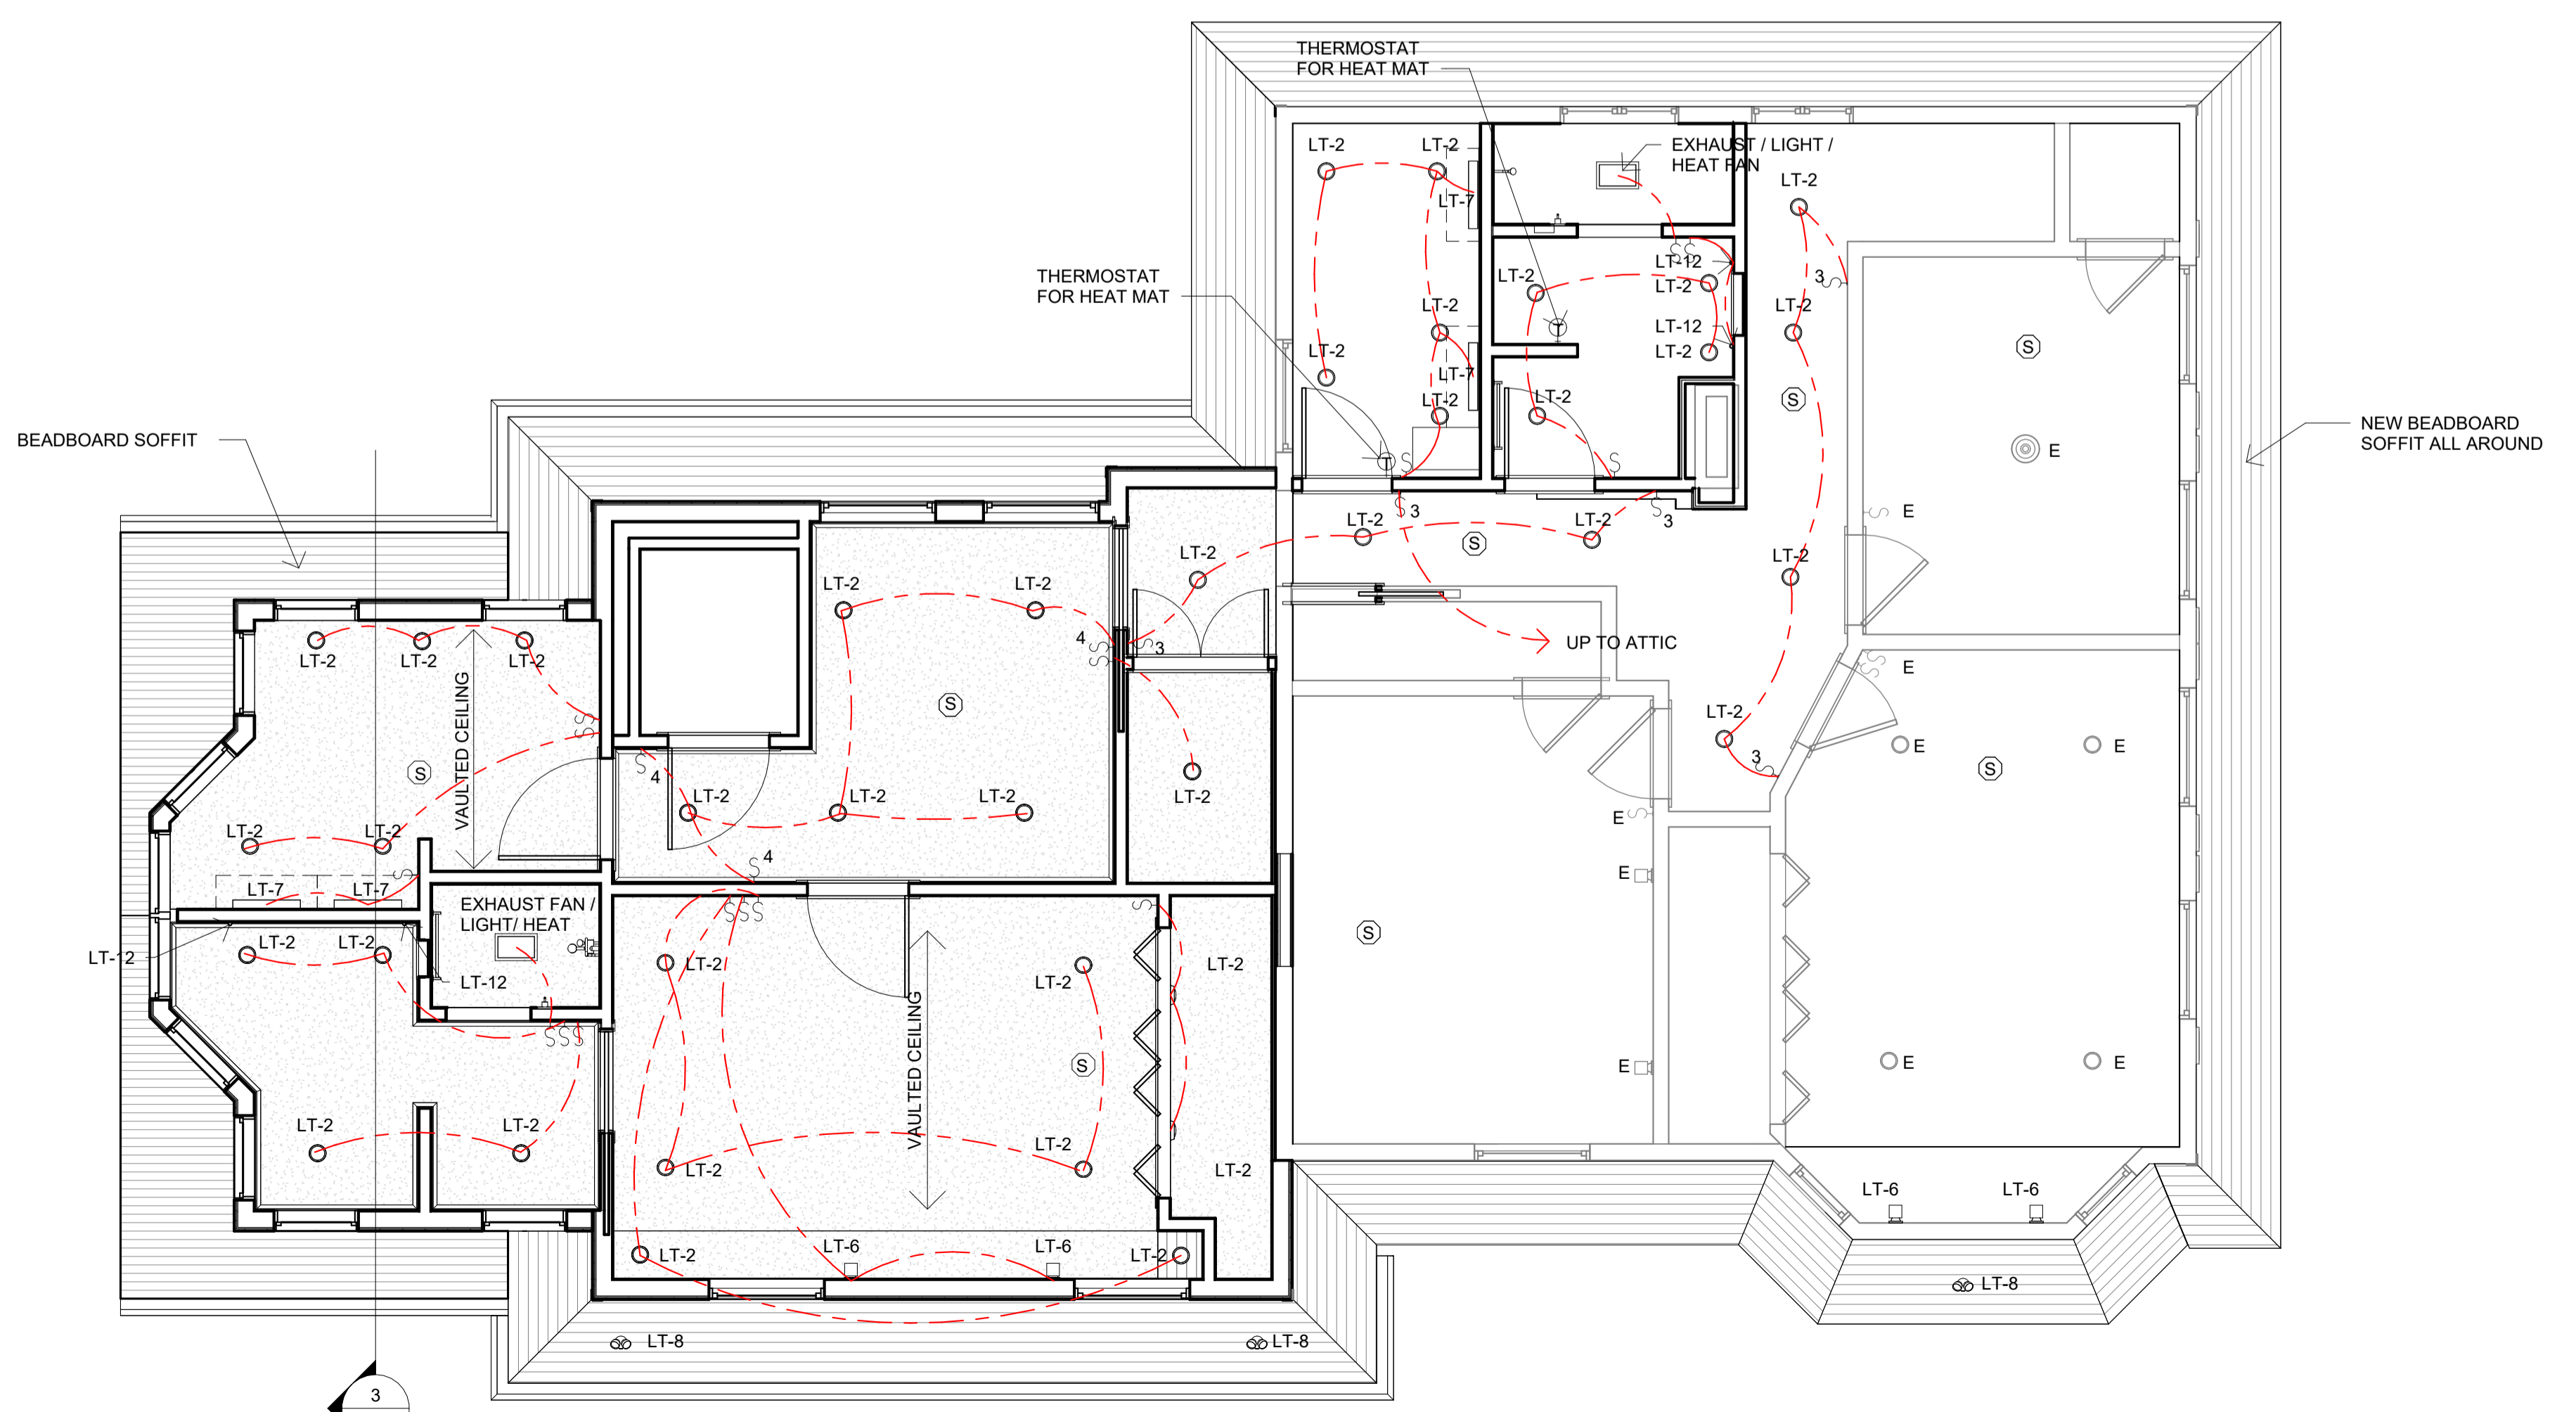 THERMOSTAT
FOR HEAT MAT
EXHAUST / LIGHT /
HEAT FAN
LT-2
LT-2
LT-2
LT-7
LT-12
LT-2
LT-2
3
THERMOSTAT
FOR HEAT MAT
LT-2
LT-2
LT-12
LT-2
LT-2
S
LT-7
LT-2
LT-2
S
BEADBOARD SOFFIT
NEW BEADBOARD
SOFFIT ALL AROUND
E
T
T
3
3
E
LT-2
LT-2
S
LT-2
LT-2
LT-2
LT-2
4
3
UP TO ATTIC
E
LT-2
LT-2
LT-2
VAULTED CEILING
S
LT-2
E
E
S
4
3
S
LT-2
LT-2
LT-2
LT-2
E
LT-2
LT-2
4
E
LT-7
LT-7
EXHAUST FAN /
LIGHT/ HEAT
S
LT-2
LT-2
LT-12
LT-12
LT-2
LT-2
LT-2
VAULTED CEILING
S
E
E
E
LT-2
LT-2
LT-2
LT-2
LT-2
LT-6
LT-6
LT-2
LT-6
LT-6
LT-2
LT-8
LT-8
LT-8
3